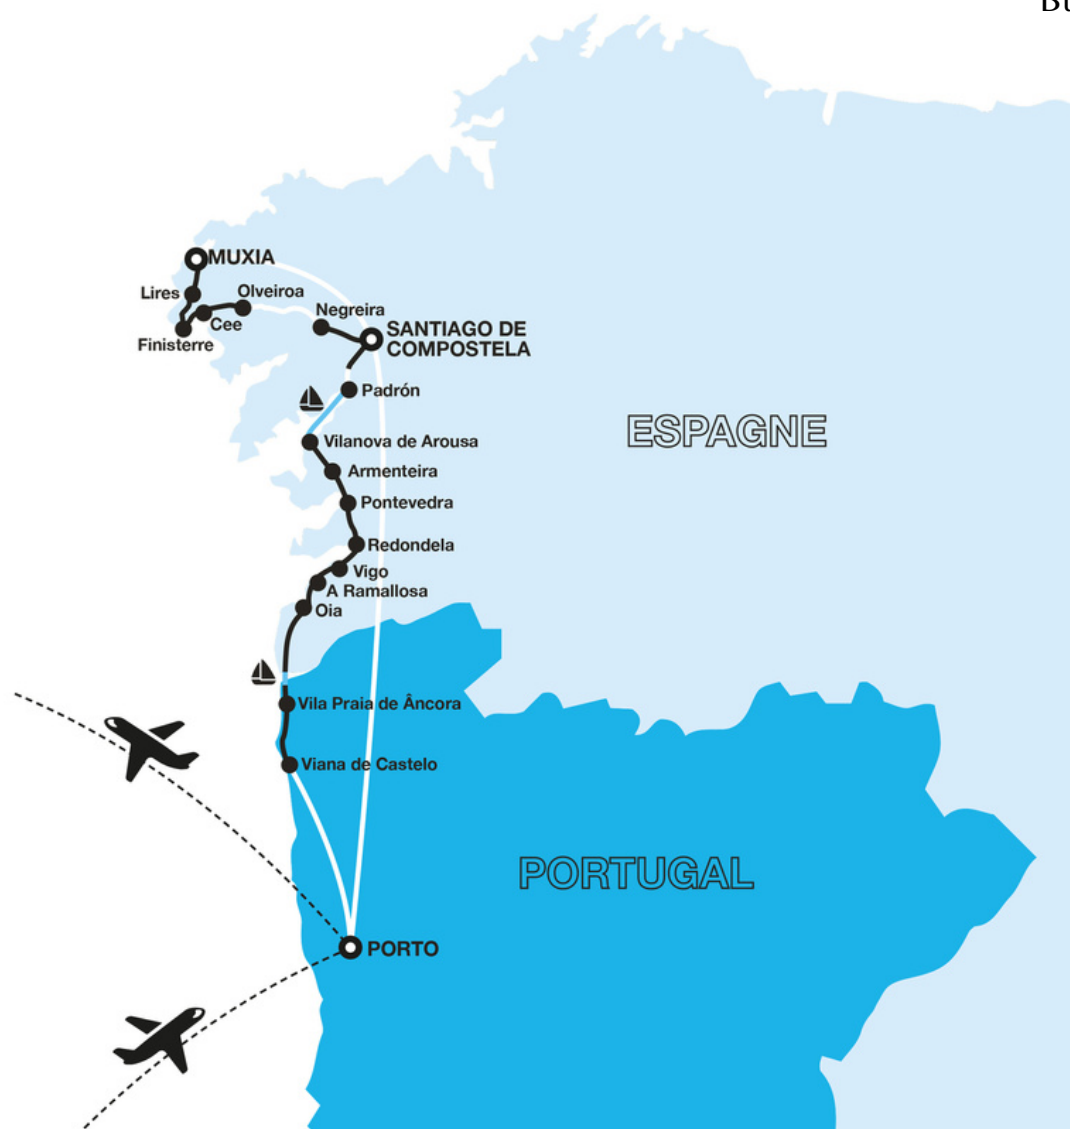 MUXIA
Lires
Olveiroa
Cee
Finisterre
Negreira
SANTIAGO DE
COMPOSTELA
Padrón
ESPAGNE
Vilanova de Arousa
Armenteira
Pontevedra
Redondela
Vigo
A Ramallosa
Oia
Vila Praia de Âncora
Viana de Castelo
PORTUGAL
PORTO